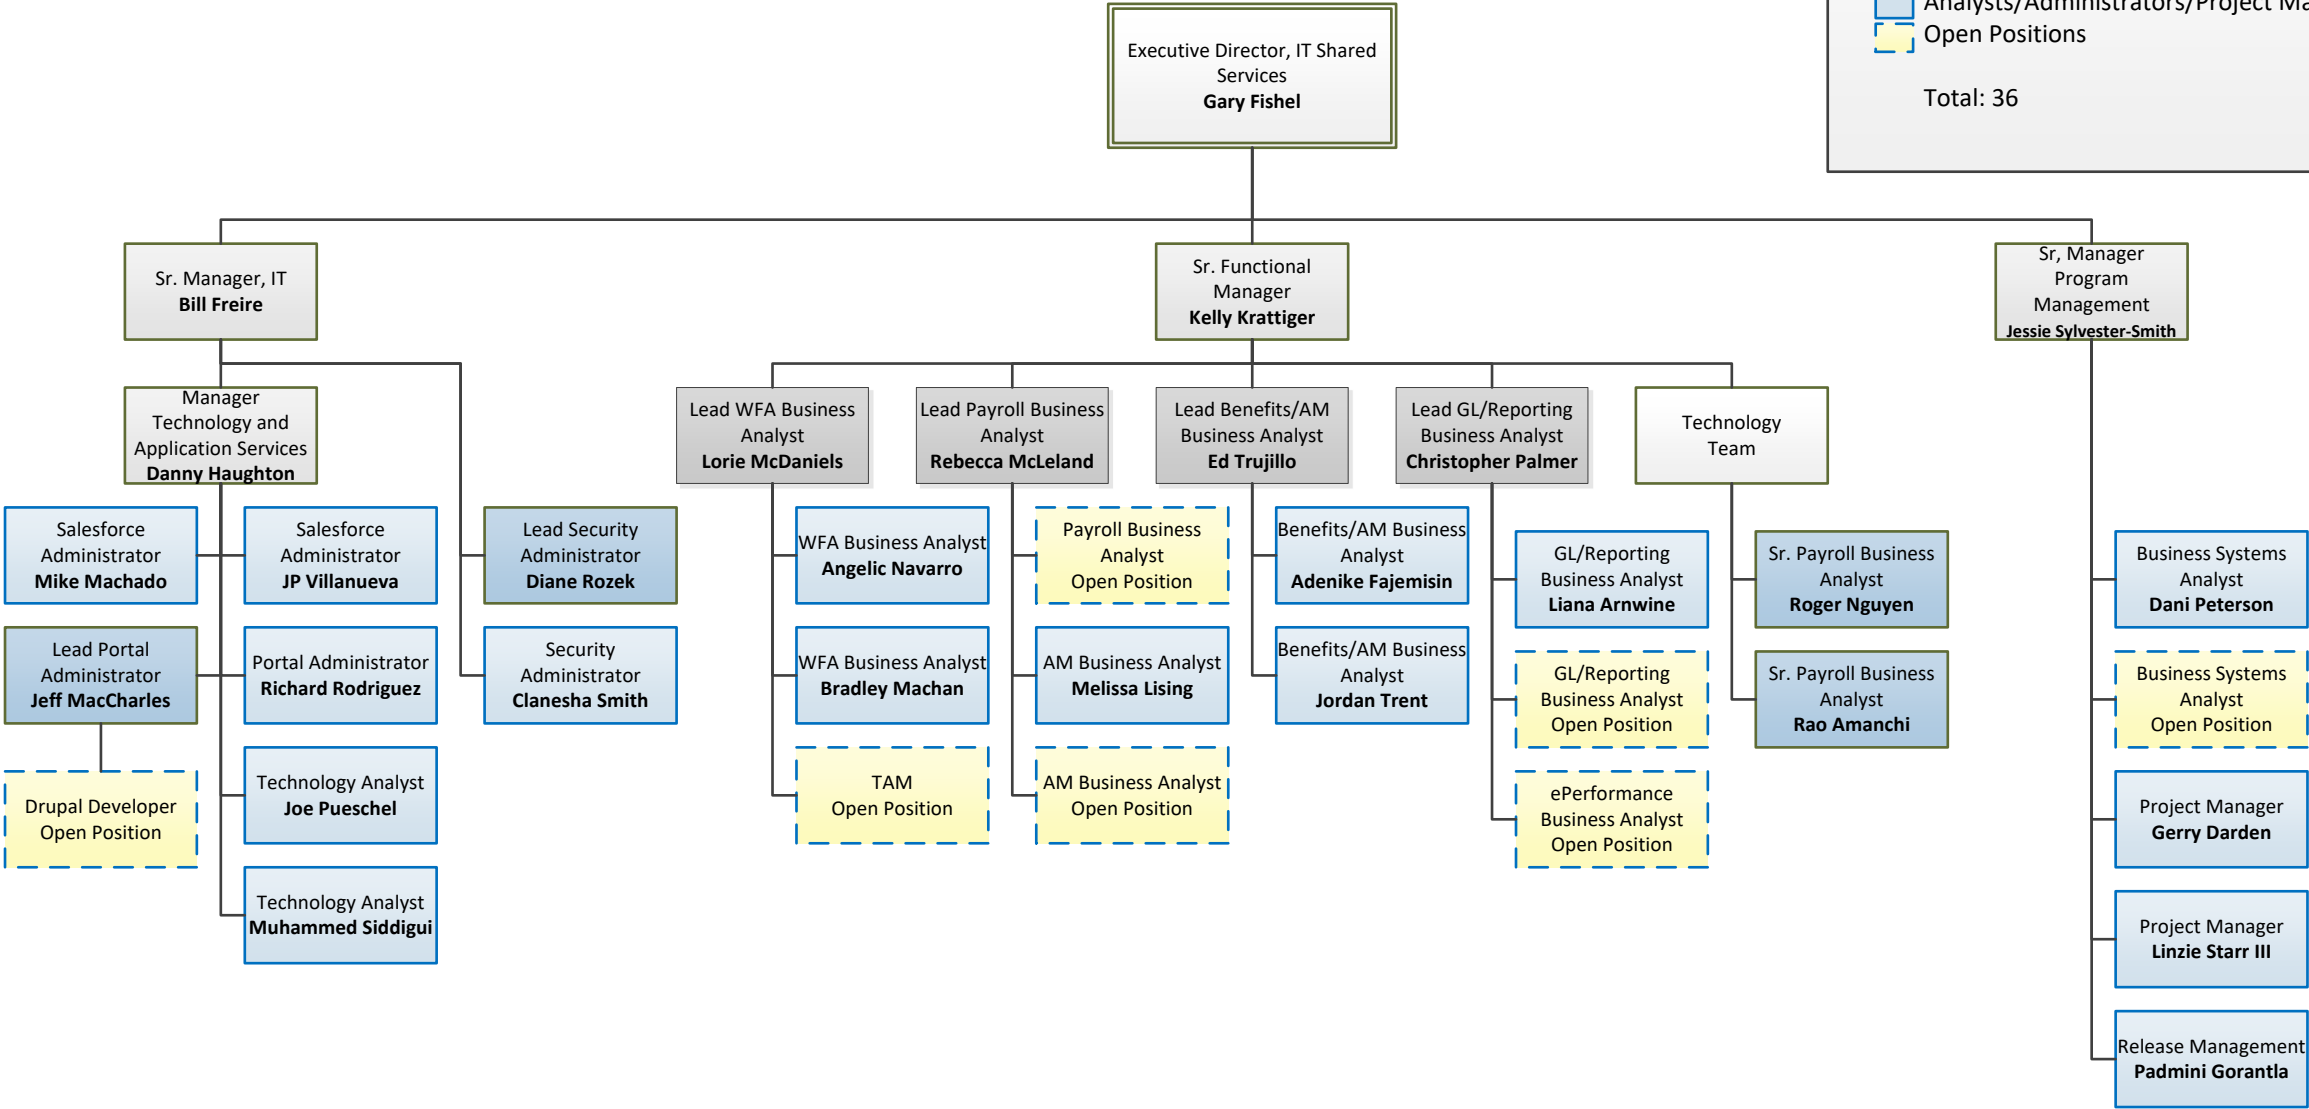 Analysts/Administrators/Project Ma
Open Positions
Total: 36
Executive Director, IT Shared
Services
Gary Fishel
Sr. Manager, IT
Bill Freire
Sr. Functional
Manager
Kelly Krattiger
Sr, Manager
Program
Management
Jessie Sylvester-Smith
Manager
Technology and
Application Services
Danny Haughton
Lead WFA Business
Analyst
Lorie McDaniels
Lead Payroll Business
Analyst
Rebecca McLeland
Lead Benefits/AM
Business Analyst
Ed Trujillo
Lead GL/Reporting
Business Analyst
Christopher Palmer
Technology
Team
Salesforce
Administrator
Mike Machado
Salesforce
Administrator
JP Villanueva
Lead Security
Administrator
Diane Rozek
WFA Business Analyst
Angelic Navarro
Payroll Business
Analyst
Open Position
Benefits/AM Business
Analyst
Adenike Fajemisin
GL/Reporting
Business Analyst
Liana Arnwine
Sr. Payroll Business
Analyst
Roger Nguyen
Business Systems
Analyst
Dani Peterson
Lead Portal
Administrator
Jeff MacCharles
Portal Administrator
Richard Rodriguez
Security
Administrator
Clanesha Smith
WFA Business Analyst
Bradley Machan
AM Business Analyst
Melissa Lising
Benefits/AM Business
Analyst
Jordan Trent
GL/Reporting
Business Analyst
Open Position
Sr. Payroll Business
Analyst
Rao Amanchi
Business Systems
Analyst
Open Position
Drupal Developer
Open Position
Technology Analyst
Joe Pueschel
TAM
Open Position
AM Business Analyst
Open Position
ePerformance
Business Analyst
Open Position
Project Manager
Gerry Darden
Technology Analyst
Muhammed Siddigui
Project Manager
Linzie Starr III
Release Management
Padmini Gorantla